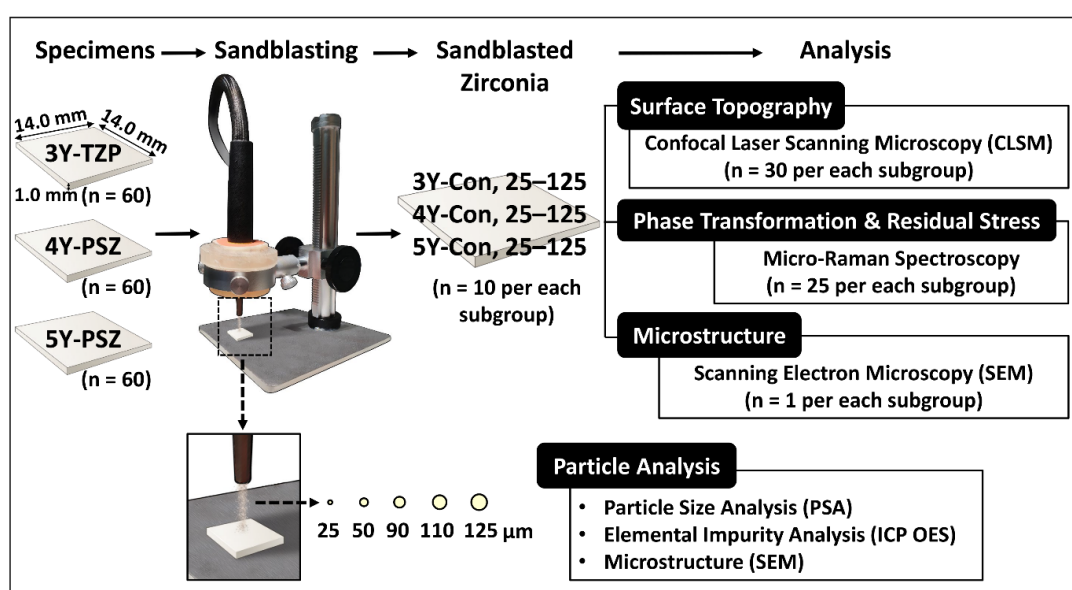 Specimens
Sandblasting
Sandblasted
Zirconia
Analysis
14.0 mm
14.0 mm
3Y-TZP
1.0 mm
(n = 60)
4Y-PSZ
(n = 60)
5Y-PSZ
(n = 60)
3Y-Con, 25–125
4Y-Con, 25–125
5Y-Con, 25–125
(n = 10 per each
subgroup)
Surface Topography
Confocal Laser Scanning Microscopy (CLSM)
(n = 30 per each subgroup)
Phase Transformation & Residual Stress
Micro-Raman Spectroscopy
(n = 25 per each subgroup)
Microstructure
Scanning Electron Microscopy (SEM)
(n = 1 per each subgroup)
25 50 90 110 125 μm
Particle Analysis
• Particle Size Analysis (PSA)
• Elemental Impurity Analysis (ICP OES)
• Microstructure (SEM)